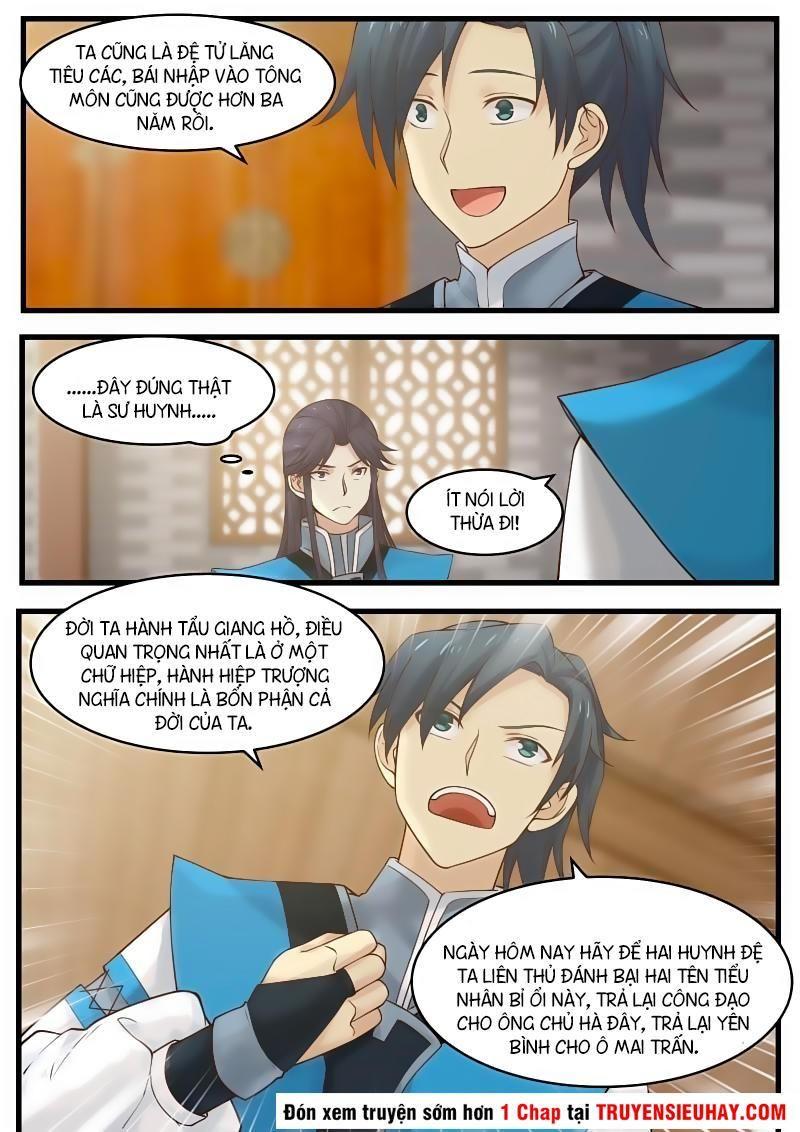 TA CŨNG LÀ ĐỆ TỬ LĂNG
TIÊU CÁC, BÁI NHẬP VÀO TÔNG
MÔN CŨNG ĐƯỢC HƠN BA
NĂM RỒI.
......ĐÂY ĐÚNG THẬT
LÀ SƯ HUYNH.....
ÍT NÓI LỜI
THỪA ĐI!
ĐỜI TA HÀNH TẨU GIANG HỒ, ĐIỀU
QUAN TRỌNG NHẤT LÀ Ở MỘT
CHỮ HIỆP, HÀNH HIỆP TRƯỢNG
NGHĨA CHÍNH LÀ BỔN PHẬN CẢ
ĐỜI CỦA TA.
NGÀY HÔM NAY HÃY ĐỂ HAI HUYNH ĐỆ
TA LIÊN THỦ ĐÁNH BẠI HAI TÊN TIỂU
NHÂN BỈ ỔI NÀY, TRẢ LẠI CÔNG ĐẠO
CHO ÔNG CHỦ HÀ ĐÂY, TRẢ LẠI YÊN
BÌNH CHO Ô MAI TRẤN.
Đón xem truyện sớm hơn 1 Chap tại TRUYENSIEUHAY.COM